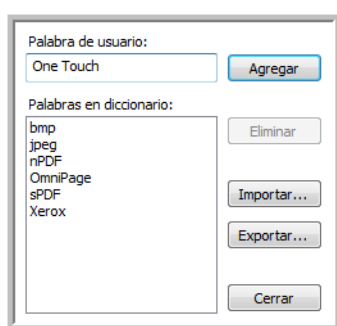 Palabra de usuario:
One Touch
Agregar
Palabras en diccionario:
bmp
jpeg
nPDF
OmniPage
sPDF
Xerox
Eliminar
Importar...
Exportar...
Cerrar